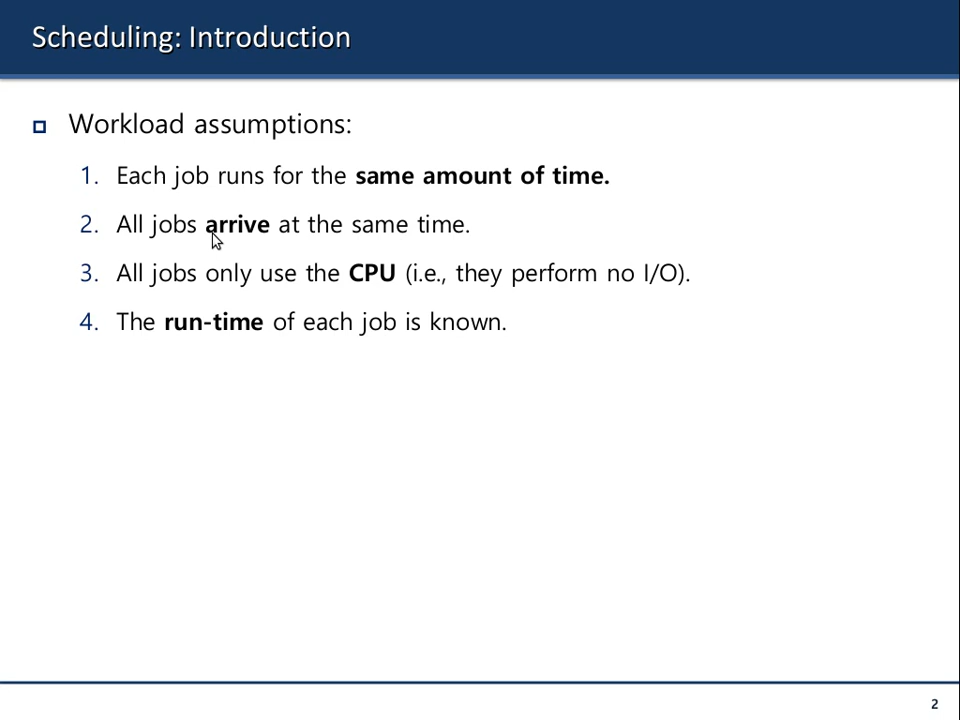 Scheduling: Introduction
Workload assumptions:
1. Each job runs for the same amount of time.
2. All jobs arrive at the same time.
3. All jobs only use the CPU (i.e., they perform no I/O).
4. The run-time of each job is known.
2